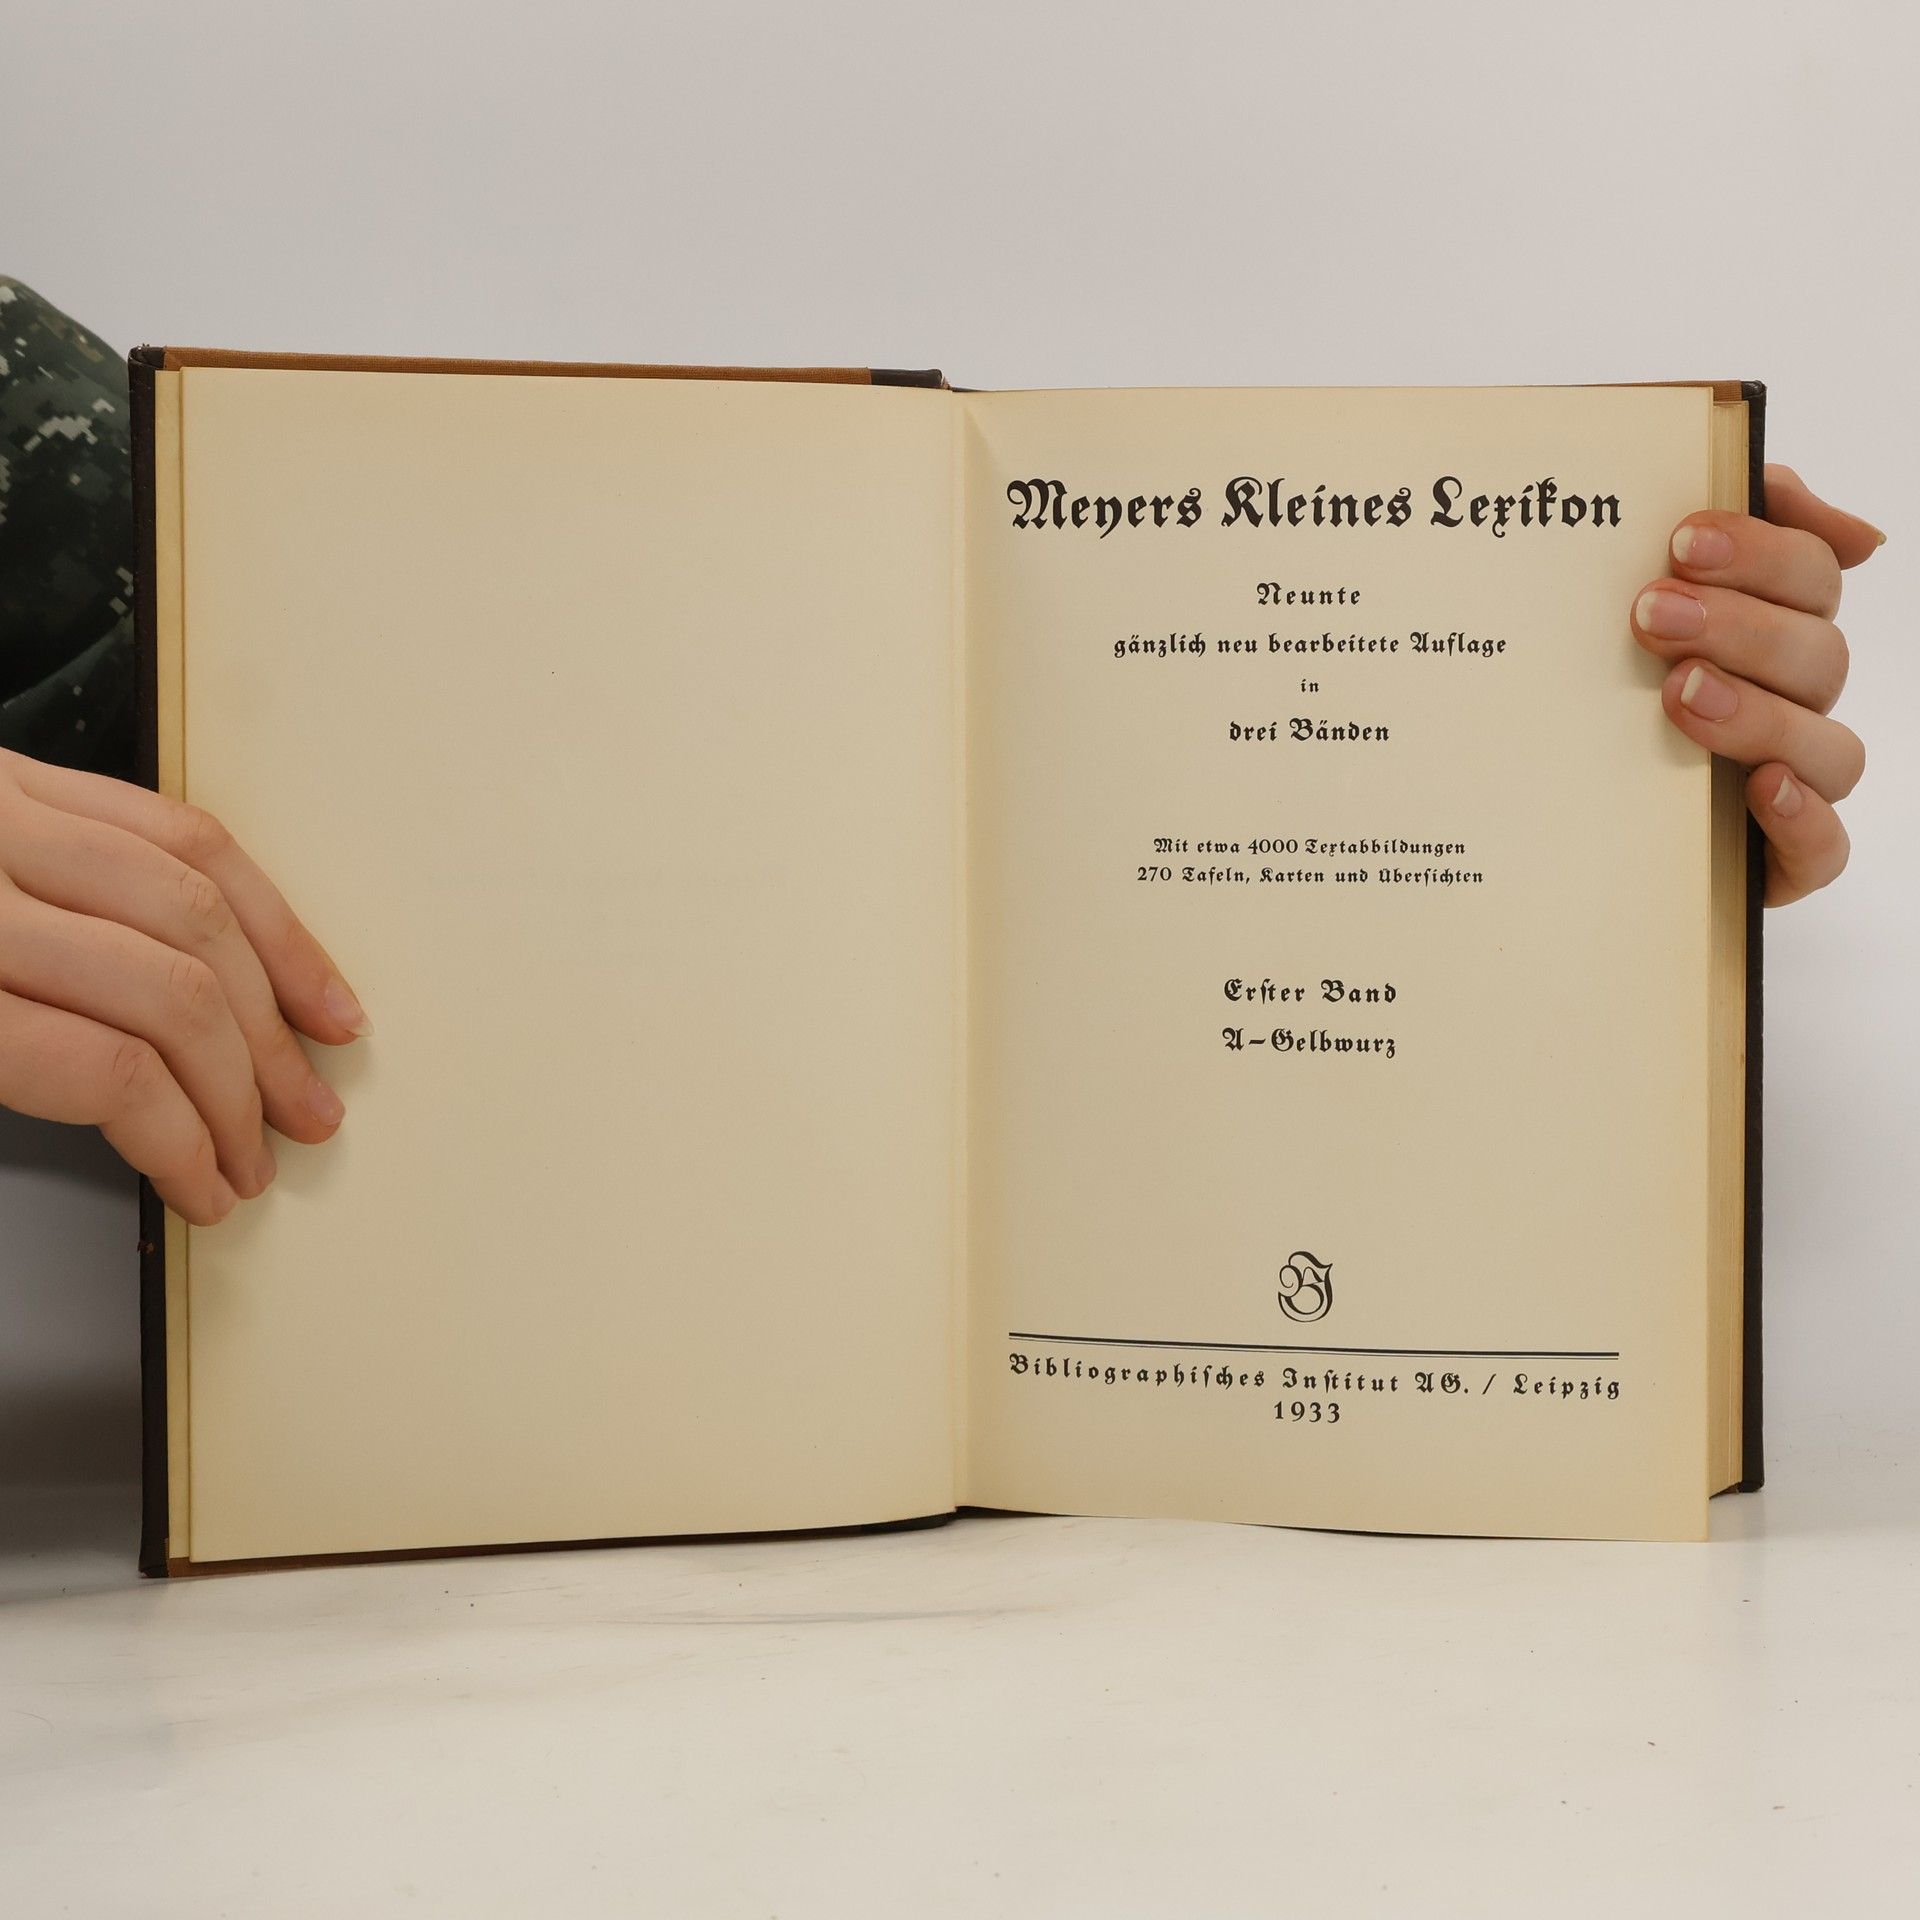 Meyers Kleines Lexikon
Neunte
gänzlich neu bearbeitete Auflage
in
drei Bänden
Mit etwa 4000 Textabbildungen
270 Tafeln, Karten und Überſichten
Erſter Band
A–Gelbwurz
BI
Bibliographiſches Inſtitut AG. / Leipzig
1933